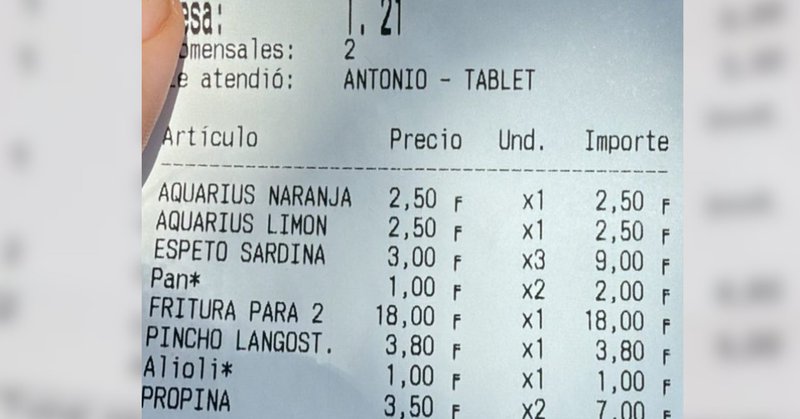 esa: T. 21
omensales: 2
e atendió: ANTONIO - TABLET
Artículo Precio Und. Importe
AQUARIUS NARANJA 2,50 F x1 2,50 F
AQUARIUS LIMON 2,50 F x1 2,50 F
ESPETO SARDINA 3,00 F x3 9,00 F
Pan* 1,00 F x2 2,00 F
FRITURA PARA 2 18,00 F x1 18,00 F
PINCHO LANGOST. 3,80 F x1 3,80 F
Alioli* 1,00 F x1 1,00 F
PROPINA 3,50 F x2 7,00 F